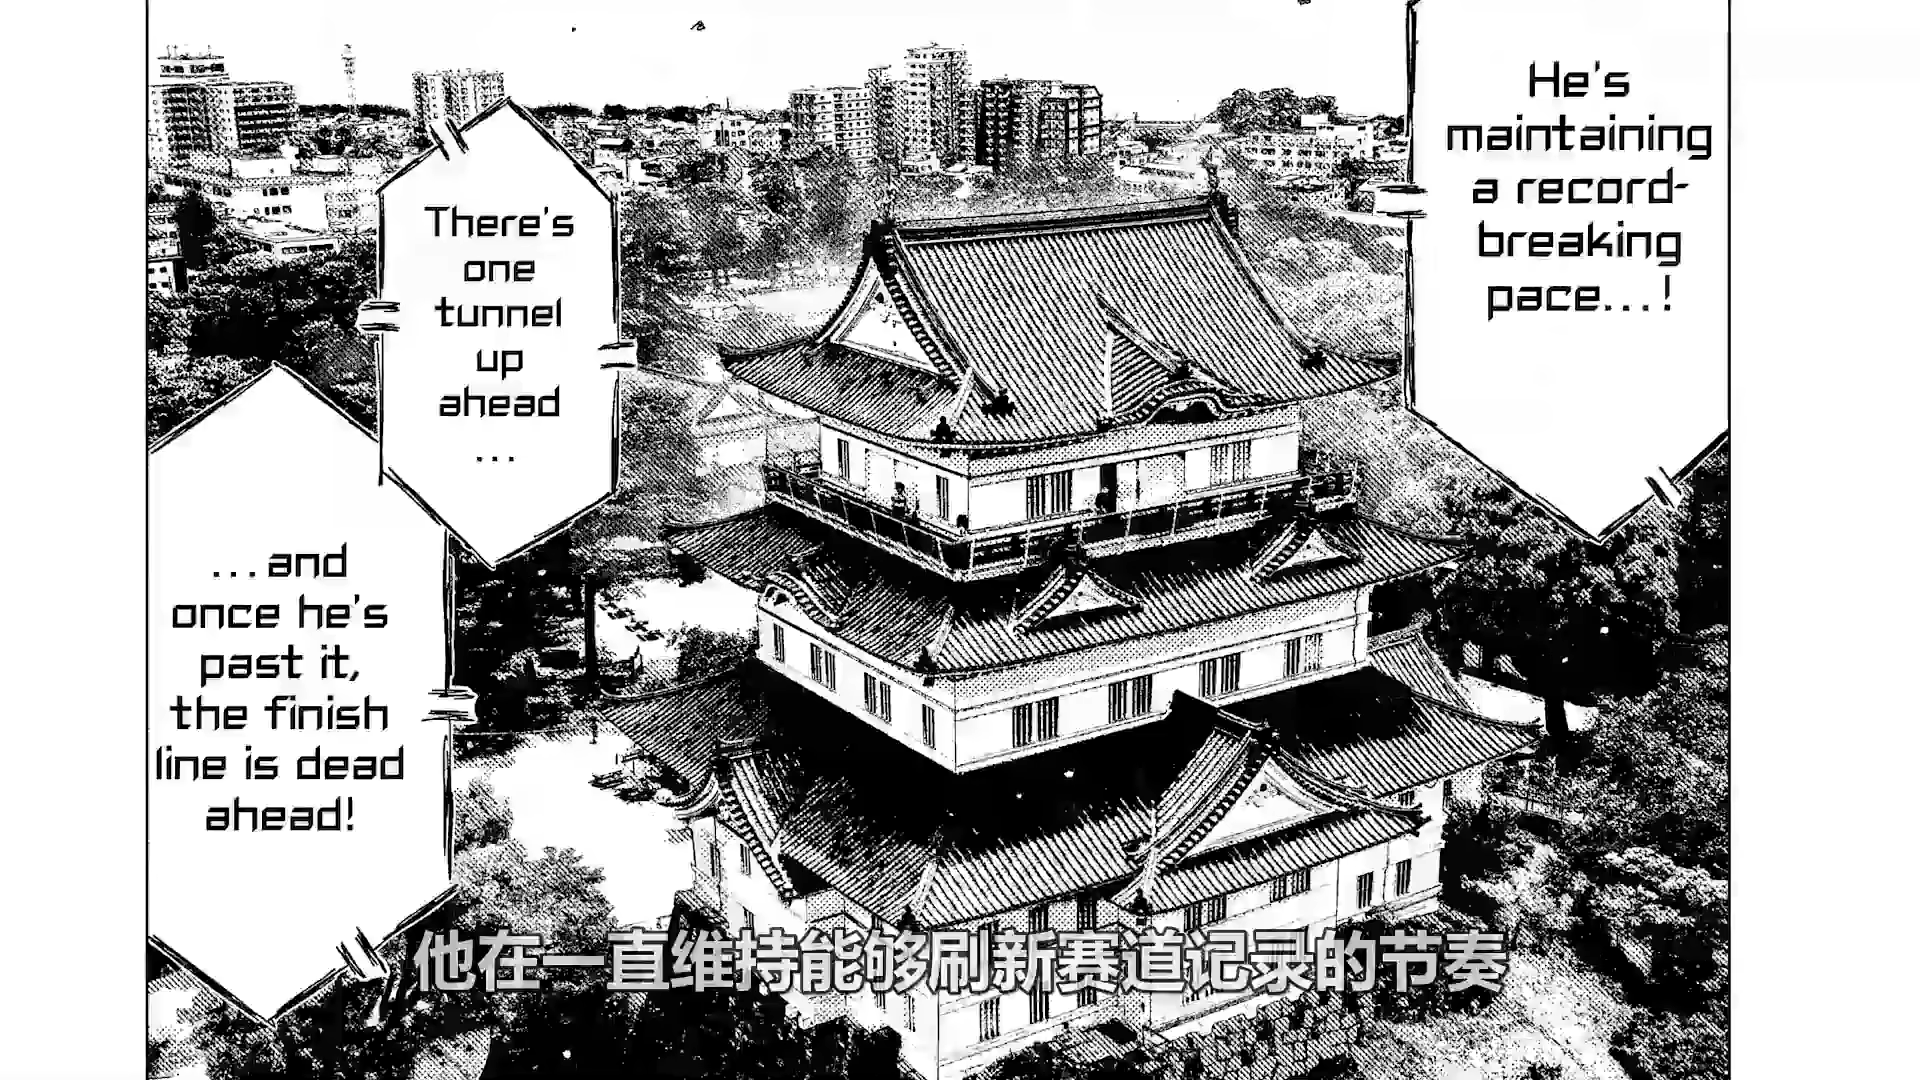 He's
maintaining
a record-
breaking
pace...!
There's
one
tunnel
up
ahead
...
...and
once he's
past it,
the finish
line is dead
ahead!
他在一直维持能够刷新赛道记录的节奏